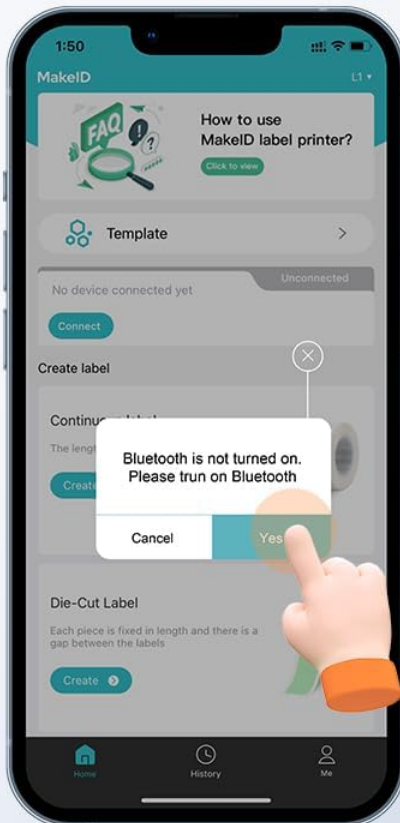 1:50
MakeID
L1
FAQ
How to use
MakeID label printer?
Click to view
Template
Unconnected
No device connected yet
Connect
Create label
Bluetooth is not turned on.
Please trun on Bluetooth
Cancel
Yes
Die-Cut Label
Each piece is fixed in length and there is a
gap between the labels
Create
Home
History
Me